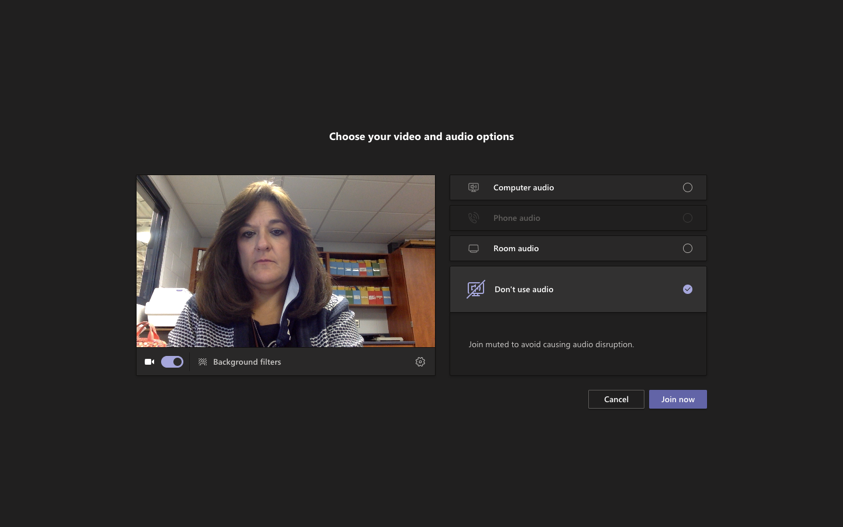 Choose your video and audio options
Computer audio
Phone audio
Room audio
Don't use audio
Join muted to avoid causing audio disruption.
Background filters
Cancel
Join now